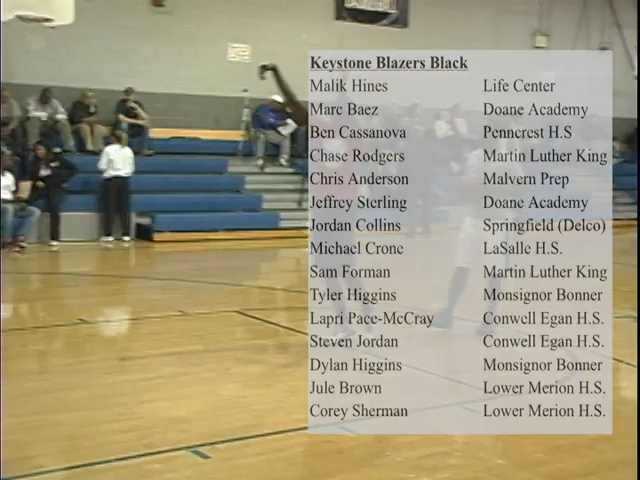 Keystone Blazers Black
Malik Hines Life Center
Marc Baez Doane Academy
Ben Cassanova Penncrest H.S
Chase Rodgers Martin Luther King
Chris Anderson Malvern Prep
Jeffrey Sterling Doane Academy
Jordan Collins Springfield (Delco)
Michael Crone LaSalle H.S.
Sam Forman Martin Luther King
Tyler Higgins Monsignor Bonner
Lapri Pace-McCray Conwell Egan H.S.
Steven Jordan Conwell Egan H.S.
Dylan Higgins Monsignor Bonner
Jule Brown Lower Merion H.S.
Corey Sherman Lower Merion H.S.